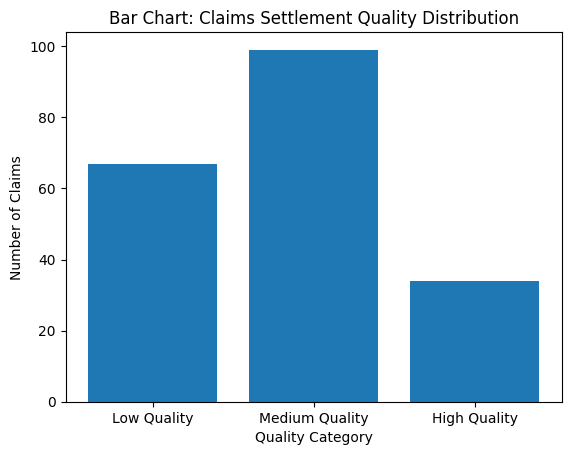 Bar Chart: Claims Settlement Quality Distribution
Number of Claims
100
80
60
40
20
0
Low Quality
Medium Quality
High Quality
Quality Category